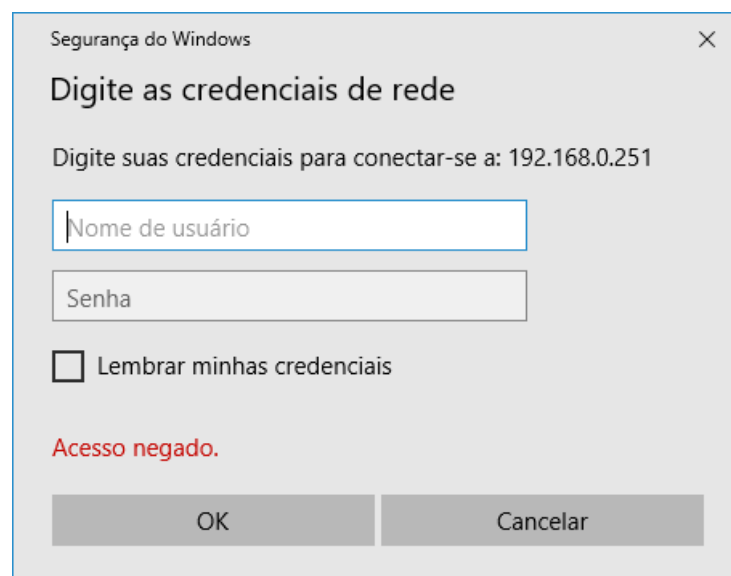 Segurança do Windows
Digite as credenciais de rede
Digite suas credenciais para conectar-se a: 192.168.0.251
Nome de usuário
Senha
Lembrar minhas credenciais
Acesso negado.
OK
Cancelar